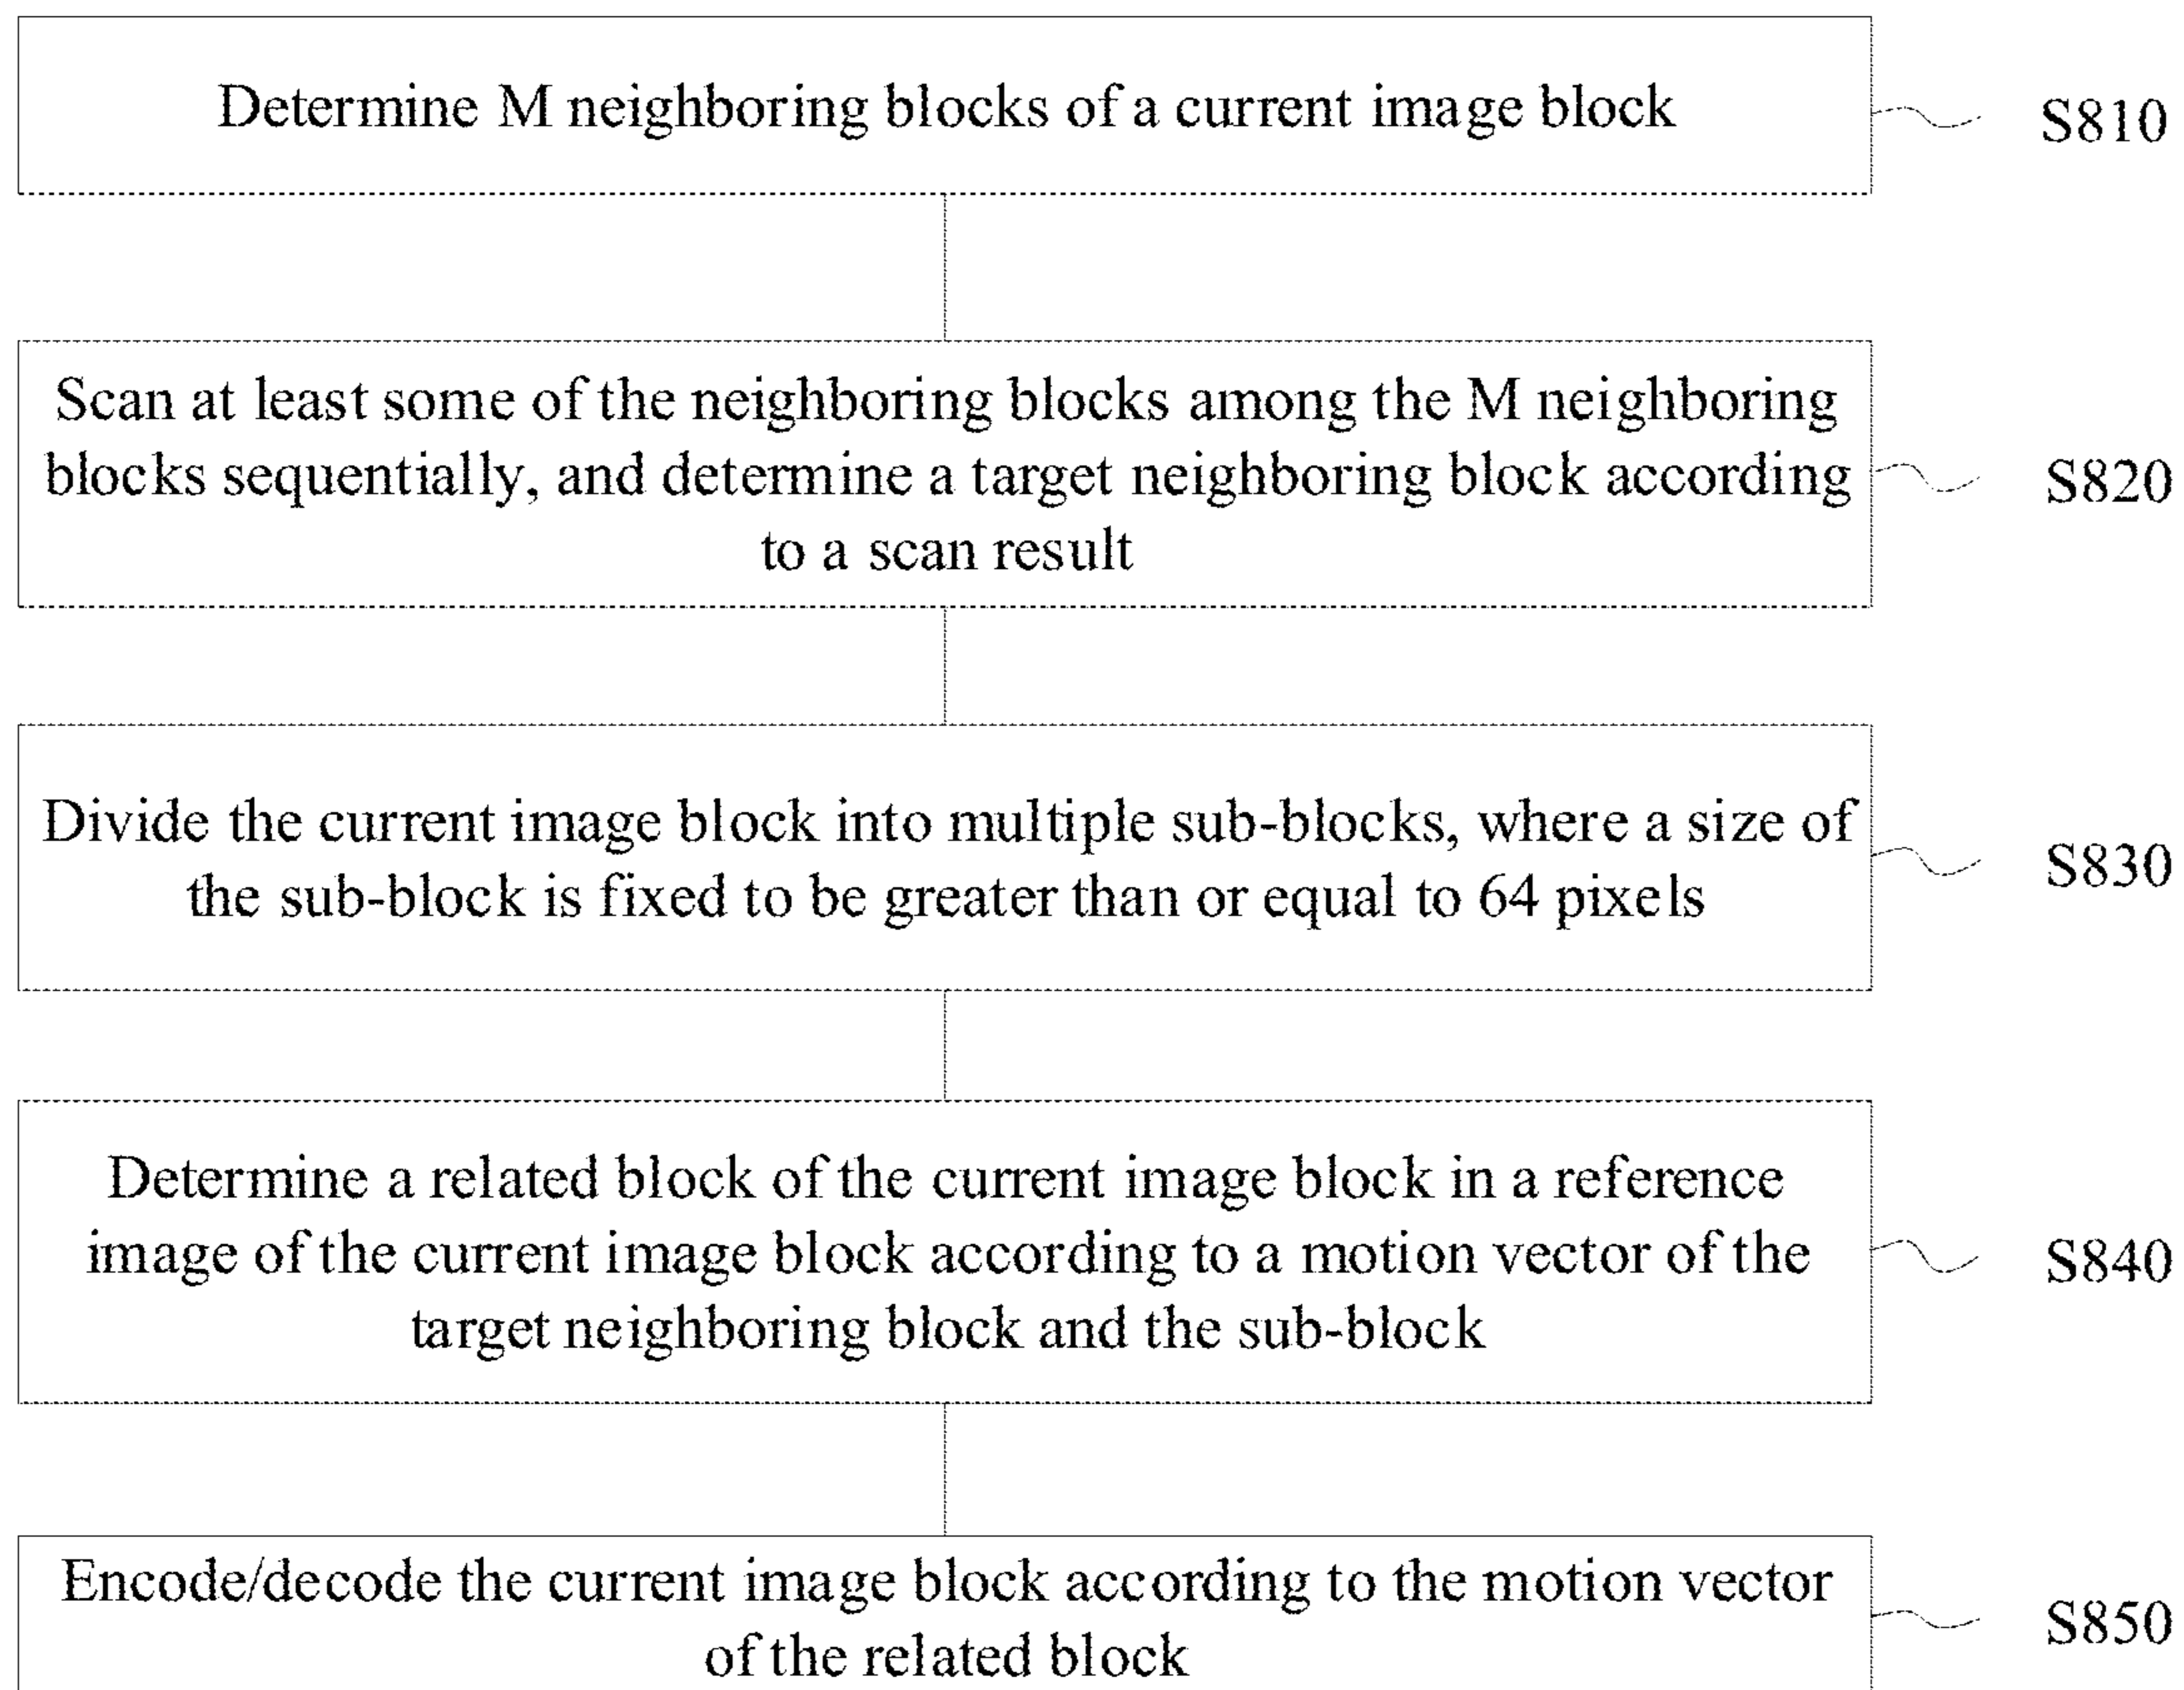 Determine M neighboring blocks of a current image block
S810
Scan at least some of the neighboring blocks among the M neighboring
blocks sequentially, and determine a target neighboring block according
to a scan result
S820
Divide the current image block into multiple sub-blocks, where a size of
the sub-block is fixed to be greater than or equal to 64 pixels
S830
Determine a related block of the current image block in a reference
image of the current image block according to a motion vector of the
target neighboring block and the sub-block
S840
Encode/decode the current image block according to the motion vector
of the related block
S850